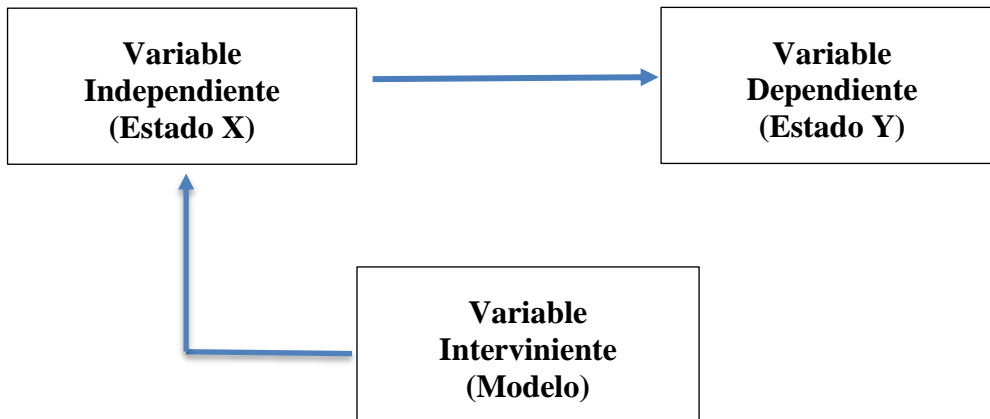 Variable
Independiente
(Estado X)
Variable
Dependiente
(Estado Y)
Variable
Interviniente
(Modelo)